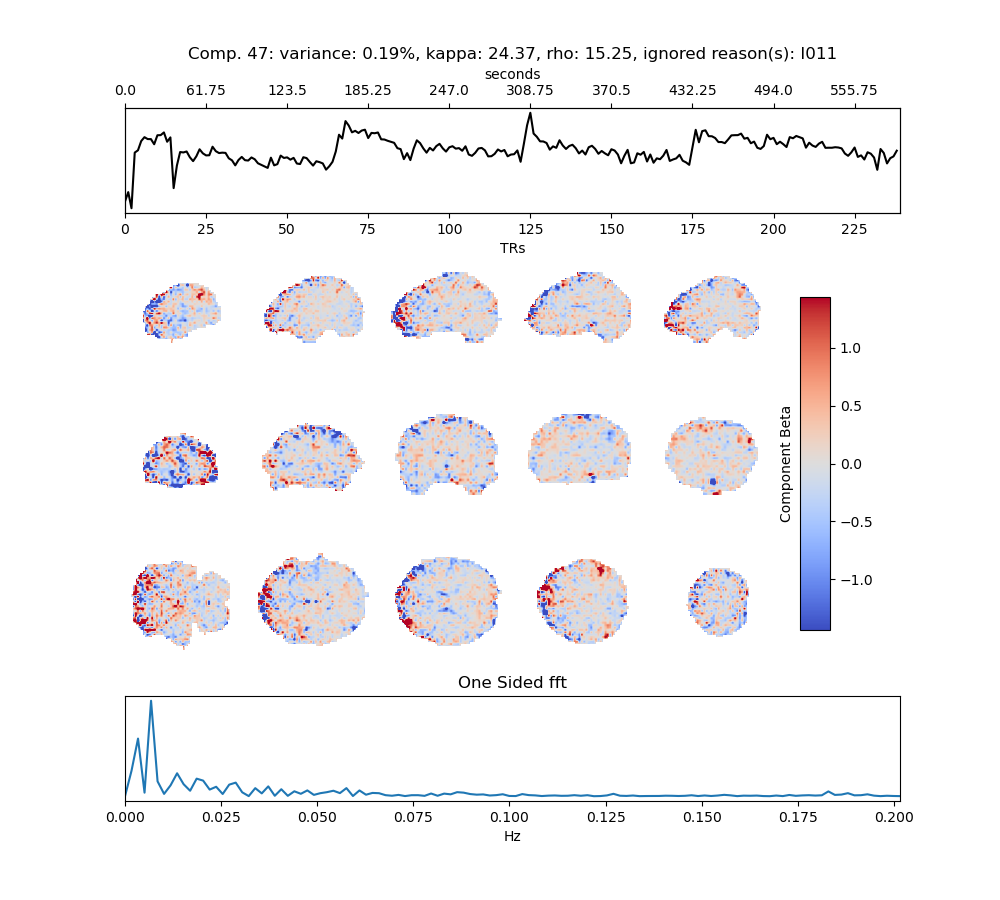 Comp. 47: variance: 0.19%, kappa: 24.37, rho: 15.25, ignored reason(s): I011
seconds
0.0 61.75 123.5 185.25 247.0 308.75 370.5 432.25 494.0 555.75
0 25 50 75 100 125 150 175 200 225
TRs
1.0
0.5
0.0
−0.5
−1.0
Component Beta
One Sided fft
0.000 0.025 0.050 0.075 0.100 0.125 0.150 0.175 0.200
Hz